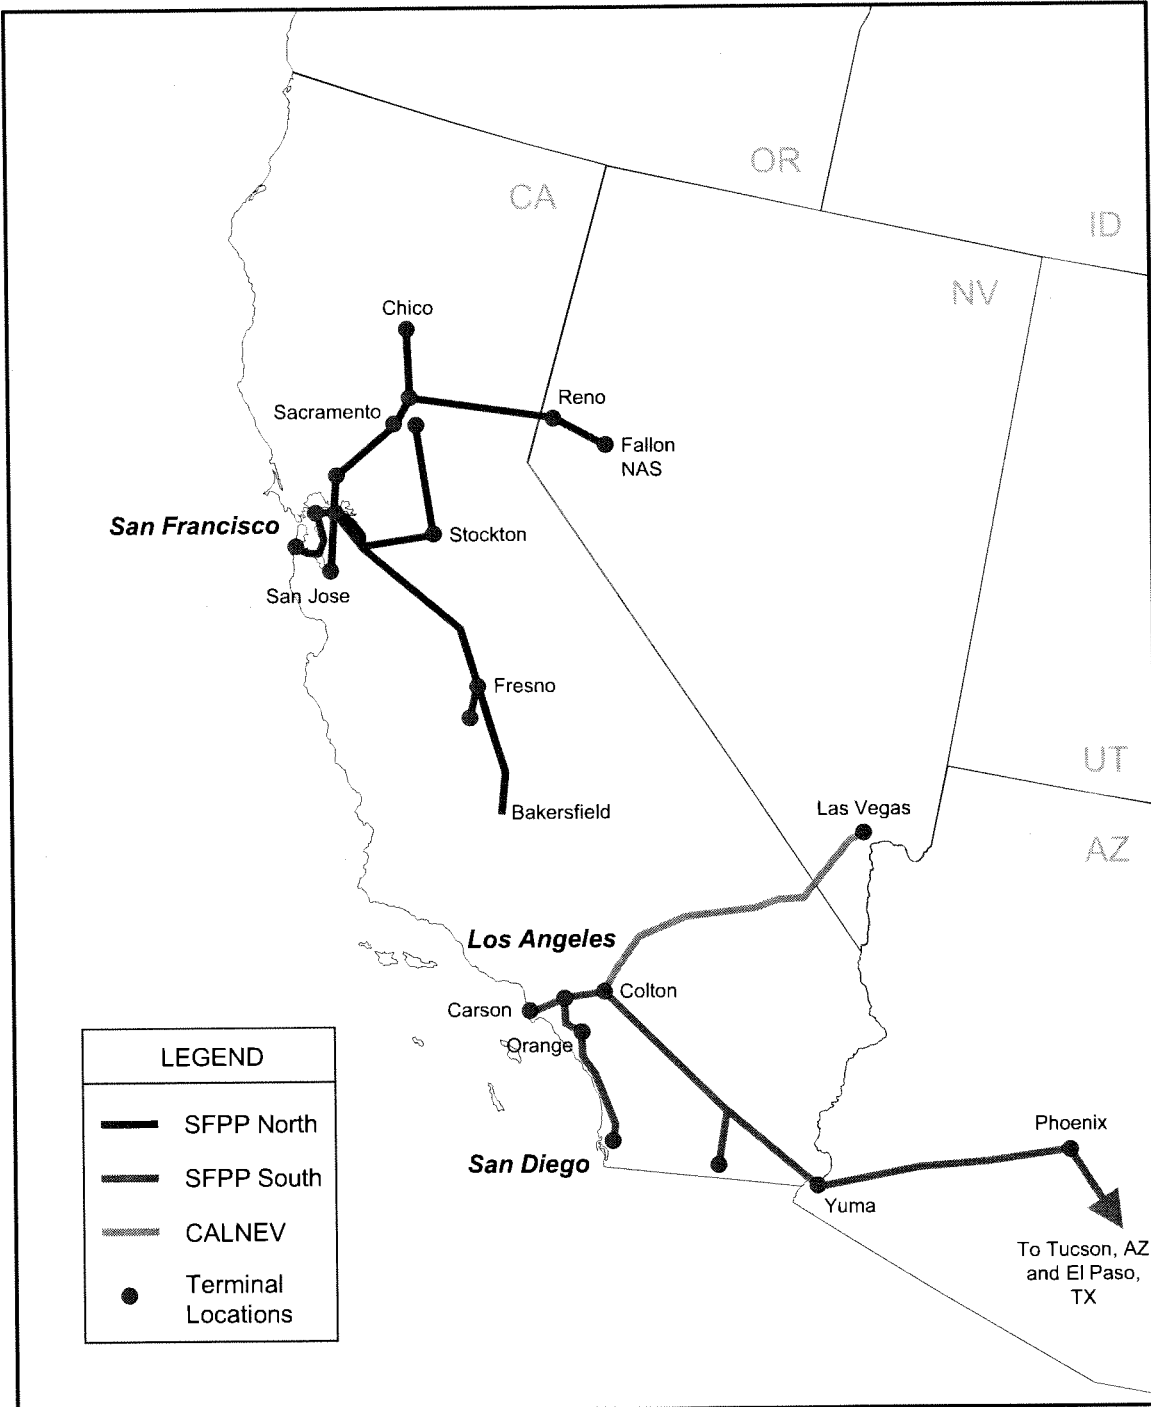 OR
CA
ID
NV
Chico
Reno
Sacramento
Fallon
NAS
San Francisco
Stockton
San Jose
Fresno
UT
Las Vegas
Bakersfield
AZ
Los Angeles
Colton
Carson
Orange
LEGEND
SFPP North
SFPP South
CALNEV
Terminal
Locations
San Diego
Phoenix
Yuma
To Tucson, AZ
and El Paso,
TX